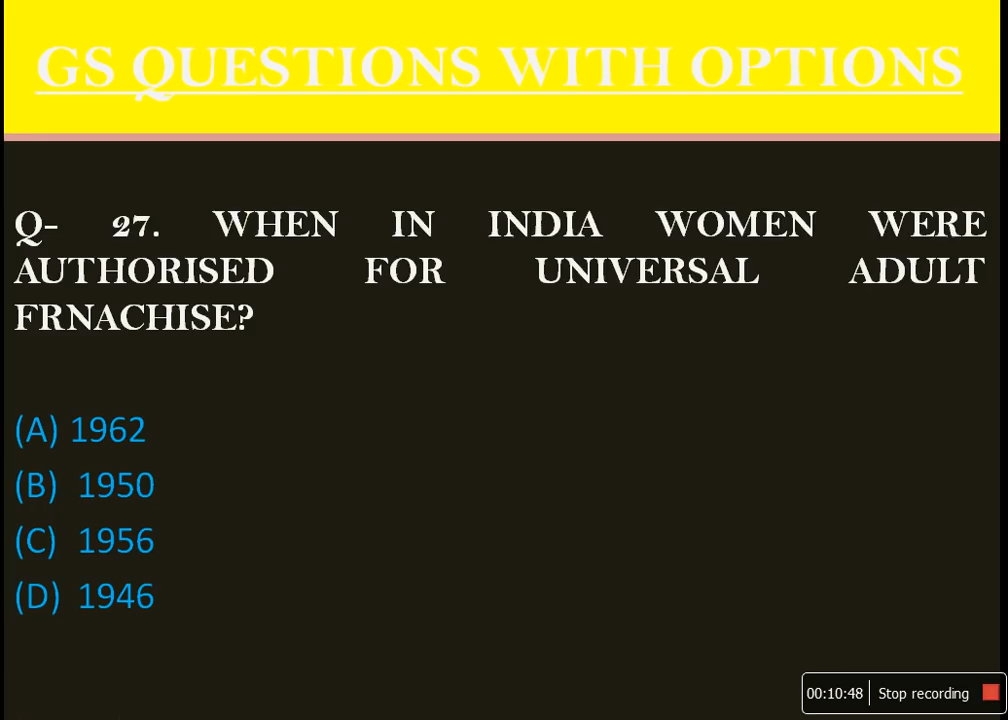 GS QUESTIONS WITH OPTIONS
Q- 27. WHEN IN INDIA WOMEN WERE
AUTHORISED FOR UNIVERSAL ADULT
FRNACHISE?
(A) 1962
(B) 1950
(C) 1956
(D) 1946
00:10:48 Stop recording